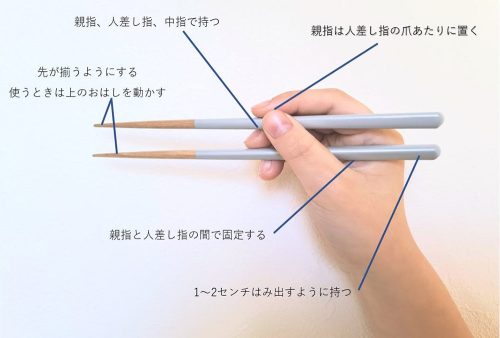 親指、人差し指、中指で持つ
親指は人差し指の爪あたりに置く
先が揃うようにする
使うときは上のおはしを動かす
親指と人差し指の間で固定する
1〜2センチはみ出すように持つ